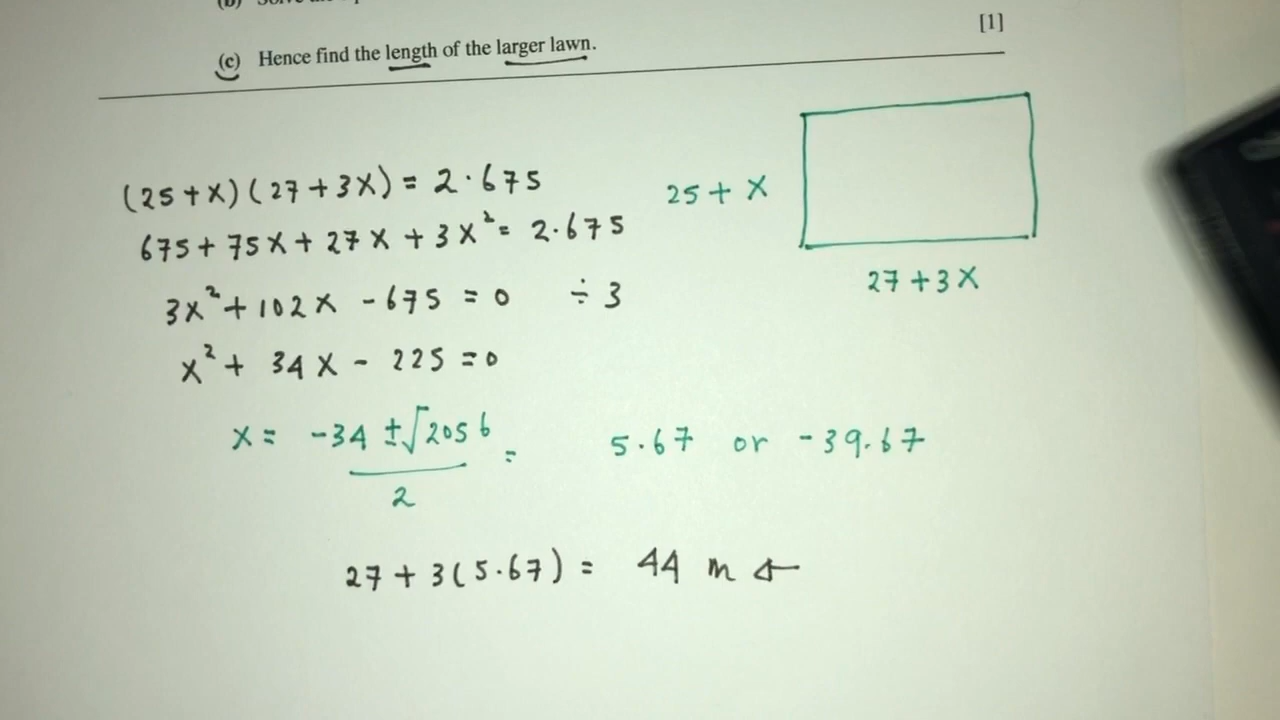 [1]
(c) Hence find the length of the larger lawn.
(25+x)(27+3x) = 2·675
25 + x
675 + 75x + 27x + 3x² = 2·675
27 + 3x
3x² + 102x - 675 = 0 ÷ 3
x² + 34x - 225 = 0
x = -34 ± √2056 / 2 = 5.67 or -39.67
27 + 3(5.67) = 44 m